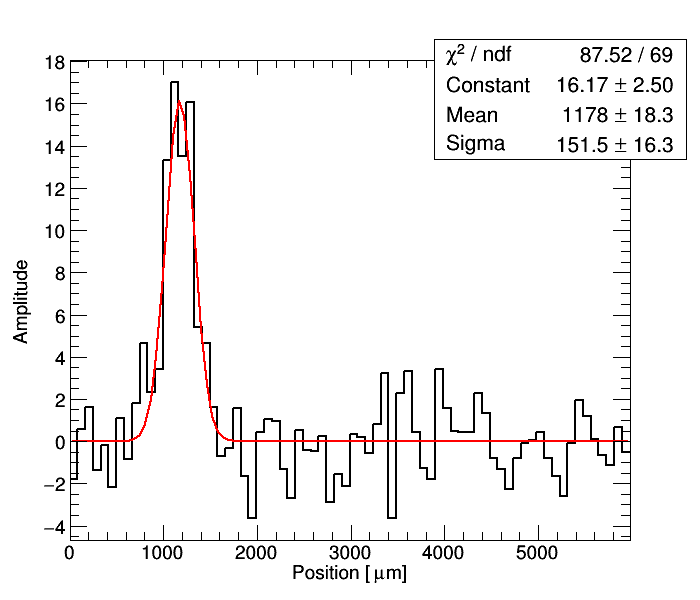 χ² / ndf 87.52 / 69
Constant 16.17 ± 2.50
Mean 1178 ± 18.3
Sigma 151.5 ± 16.3
18
16
14
12
10
8
6
4
2
0
−2
−4
Amplitude
0 1000 2000 3000 4000 5000
Position [ μm]